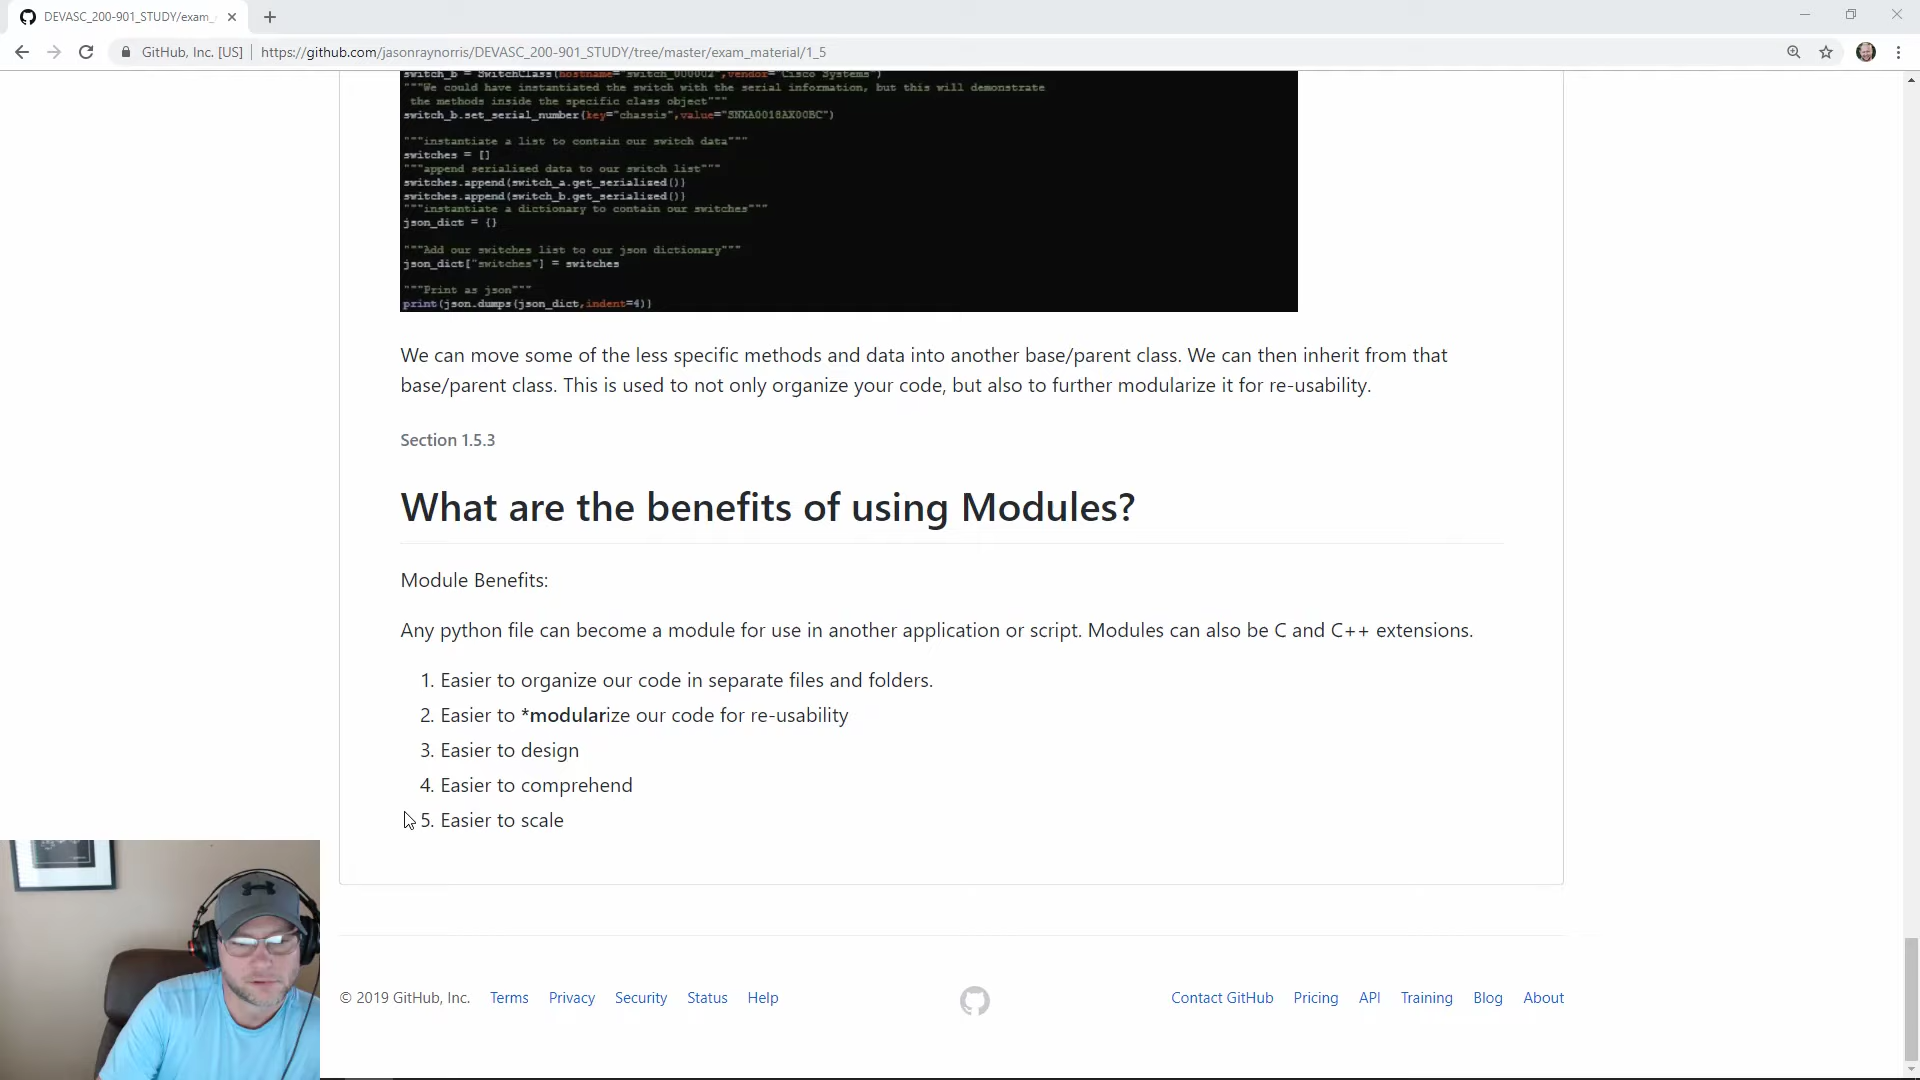 DEVASC_200-901_STUDY/exam_
GitHub, Inc. [US]
https://github.com/jasonraynorris/DEVASC_200-901_STUDY/tree/master/exam_material/1_5
switch_b = SwitchClass(hostname="switch_000002",vendor="Cisco Systems")
"""We could have instantiated the switch with the serial information, but this will demonstrate
the methods inside the specific class object"""
switch_b.set_serial_number(key="chassis",value="SNXA0018AX00BC")
"""instantiate a list to contain our switch data"""
switches = []
"""append serialized data to our switch list"""
switches.append(switch_a.get_serialized())
switches.append(switch_b.get_serialized())
"""instantiate a dictionary to contain our switches"""
json_dict = {}
"""Add our switches list to our json dictionary"""
json_dict["switches"] = switches
"""Print as json"""
print(json.dumps(json_dict,indent=4))
We can move some of the less specific methods and data into another base/parent class. We can then inherit from that
base/parent class. This is used to not only organize your code, but also to further modularize it for re-usability.
Section 1.5.3
What are the benefits of using Modules?
Module Benefits:
Any python file can become a module for use in another application or script. Modules can also be C and C++ extensions.
1. Easier to organize our code in separate files and folders.
2. Easier to *modularize our code for re-usability
3. Easier to design
4. Easier to comprehend
5. Easier to scale
© 2019 GitHub, Inc. Terms Privacy Security Status Help
Contact GitHub Pricing API Training Blog About